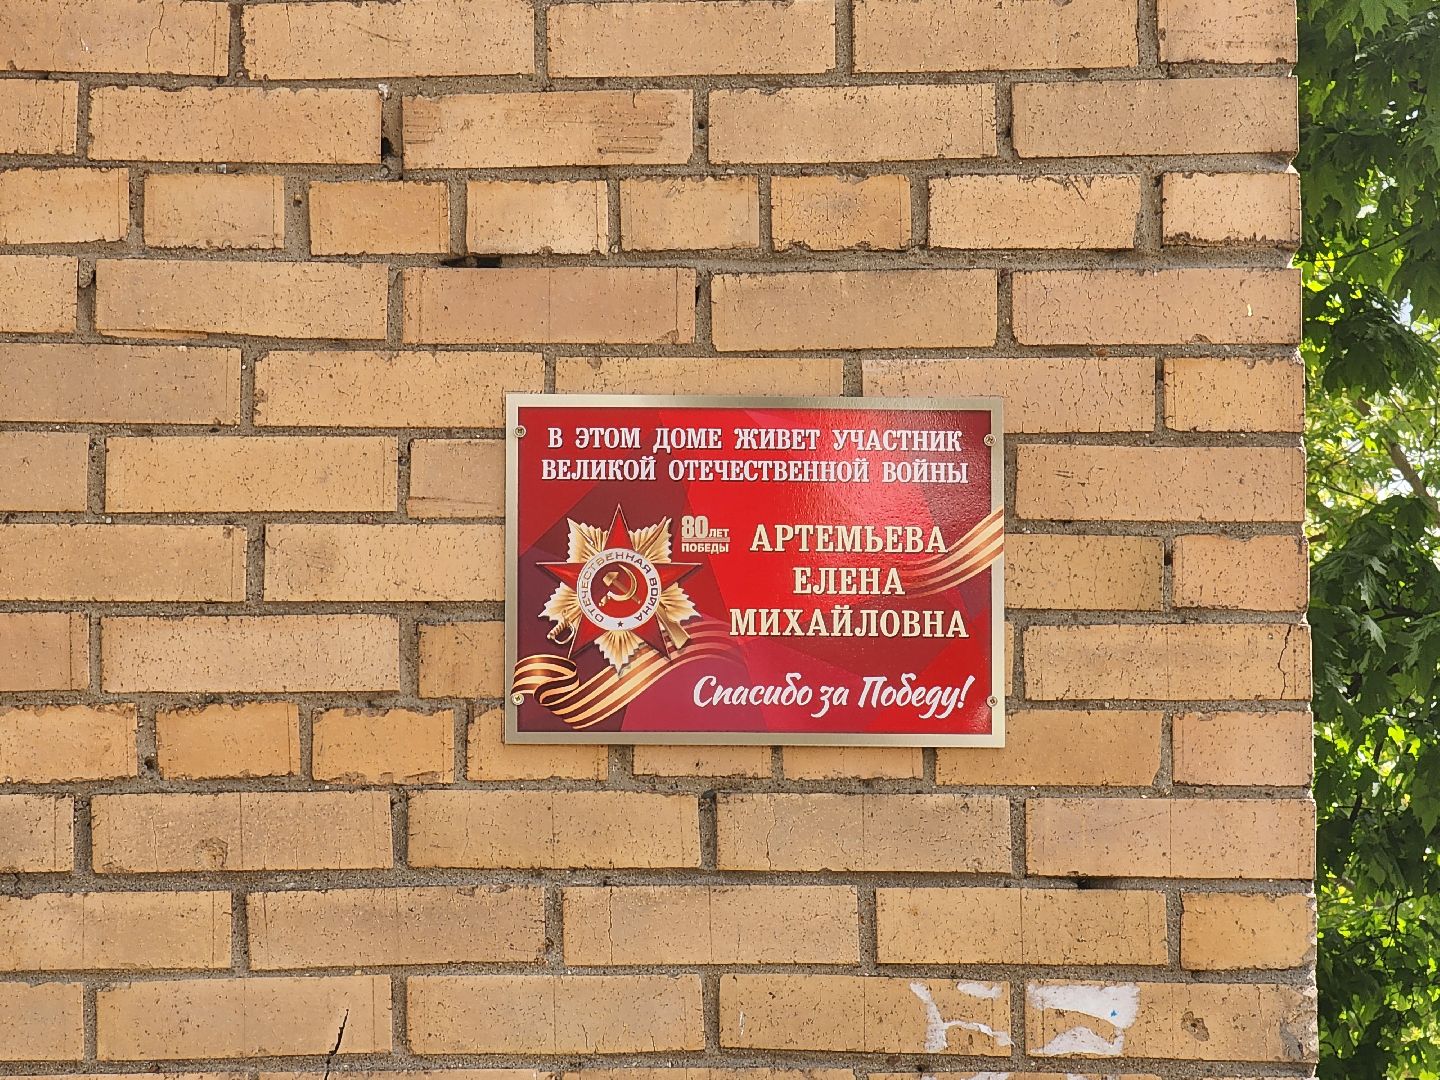 В ЭТОМ ДОМЕ ЖИВЕТ УЧАСТНИК
ВЕЛИКОЙ ОТЕЧЕСТВЕННОЙ ВОЙНЫ
80 ЛЕТ
ПОБЕДЫ
АРТЕМЬЕВА
ЕЛЕНА
МИХАЙЛОВНА
ОТЕЧЕСТВЕННАЯ ВОЙНА
Спасибо за Победу!